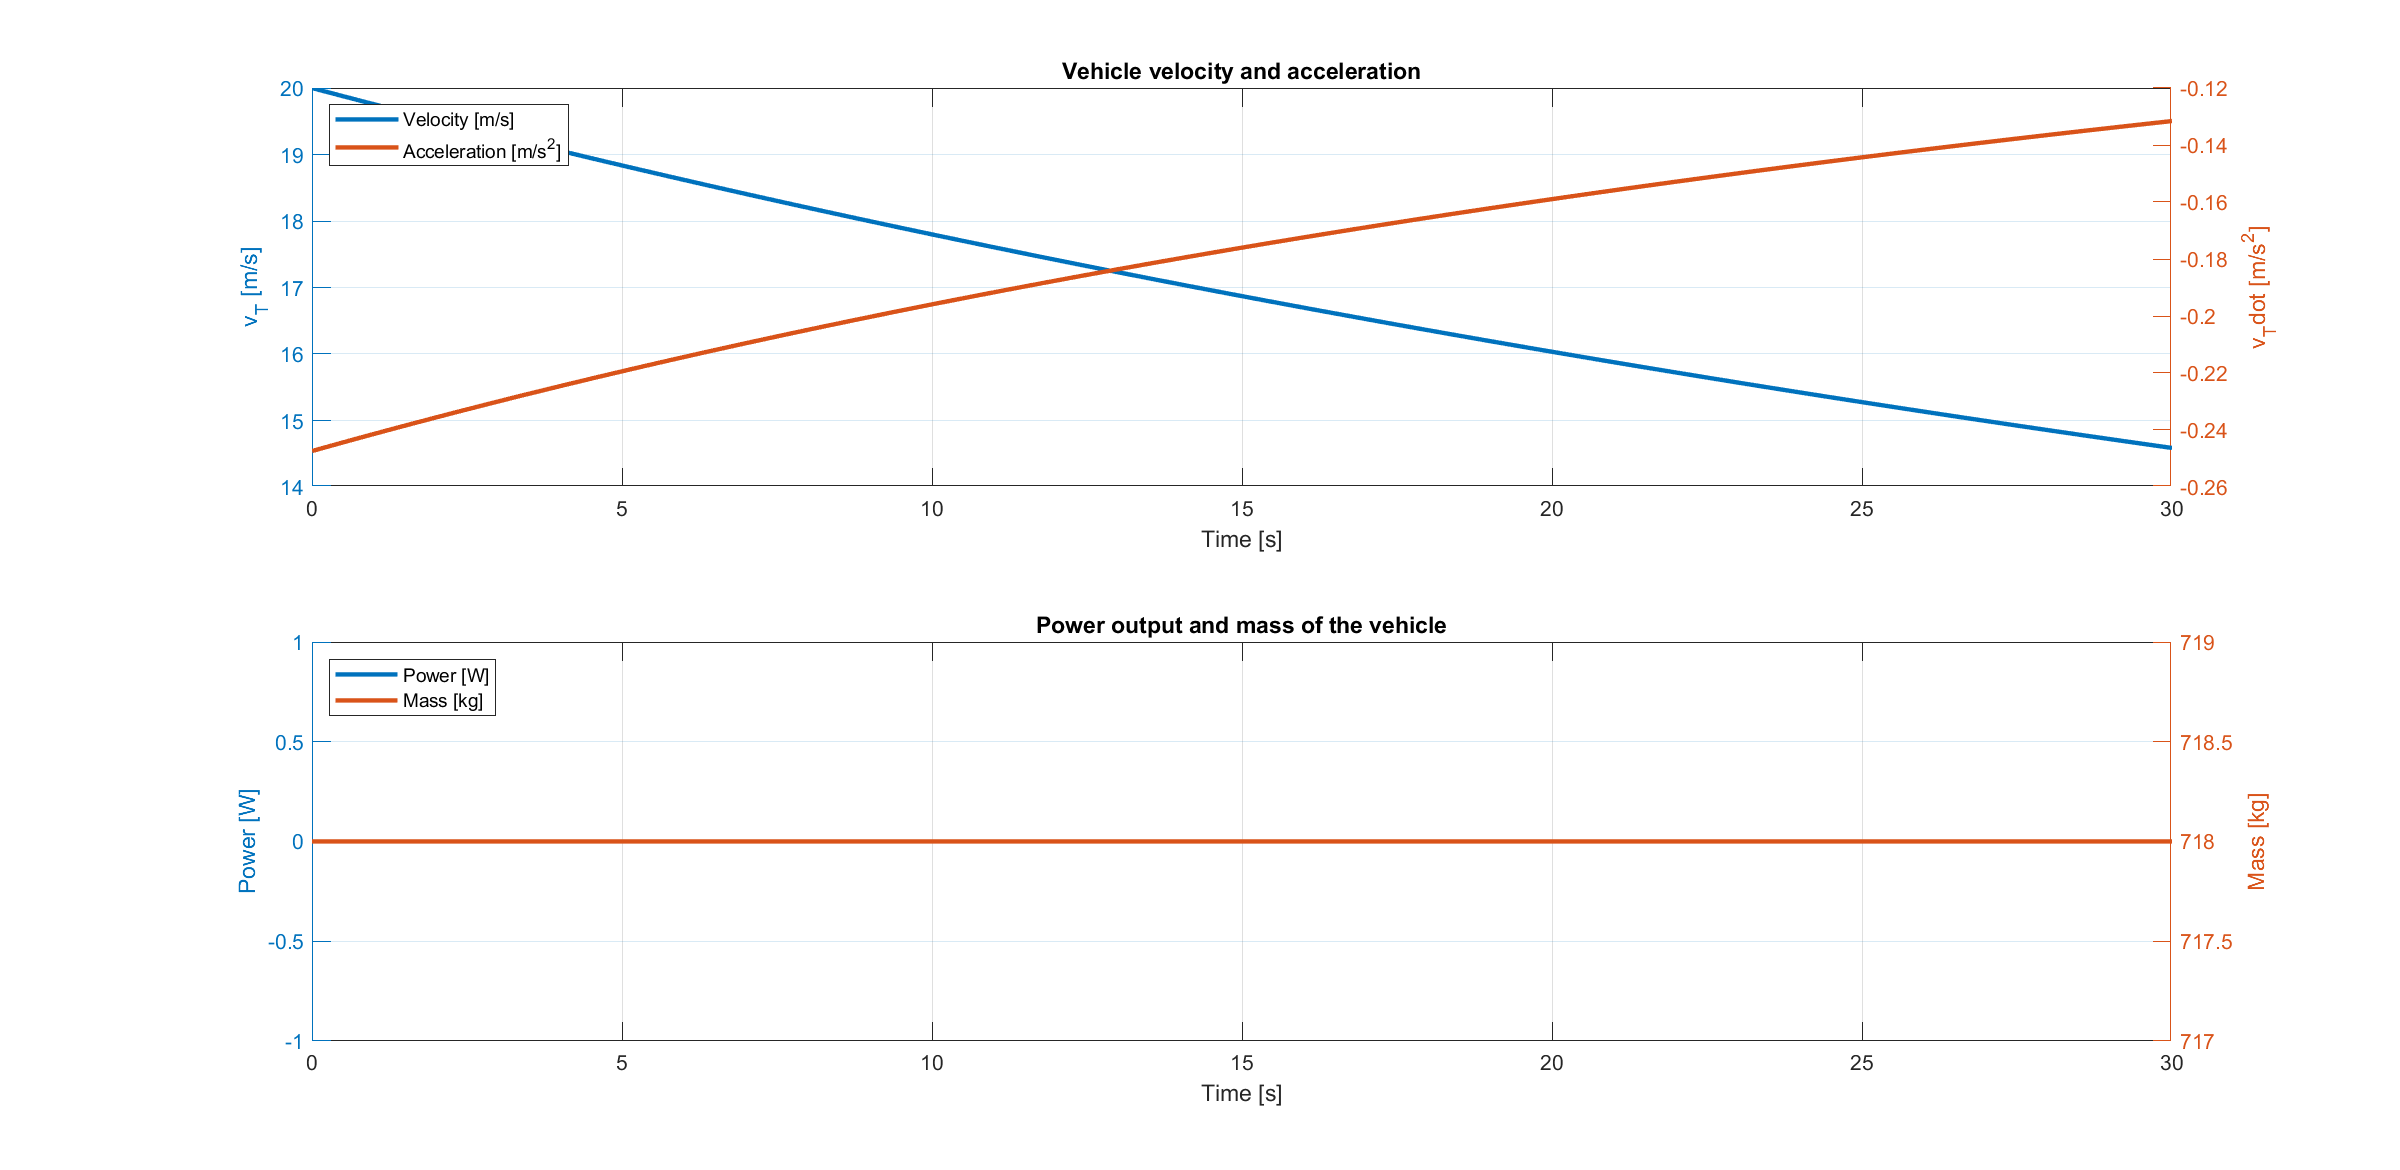 Vehicle velocity and acceleration
20
19
18
17
16
15
14
v_T [m/s]
Velocity [m/s]
Acceleration [m/s^2]
-0.12
-0.14
-0.16
-0.18
-0.2
-0.22
-0.24
-0.26
v_Tdot [m/s^2]
0 5 10 15 20 25 30
Time [s]
Power output and mass of the vehicle
1
0.5
0
-0.5
-1
Power [W]
Power [W]
Mass [kg]
719
718.5
718
717.5
717
Mass [kg]
0 5 10 15 20 25 30
Time [s]